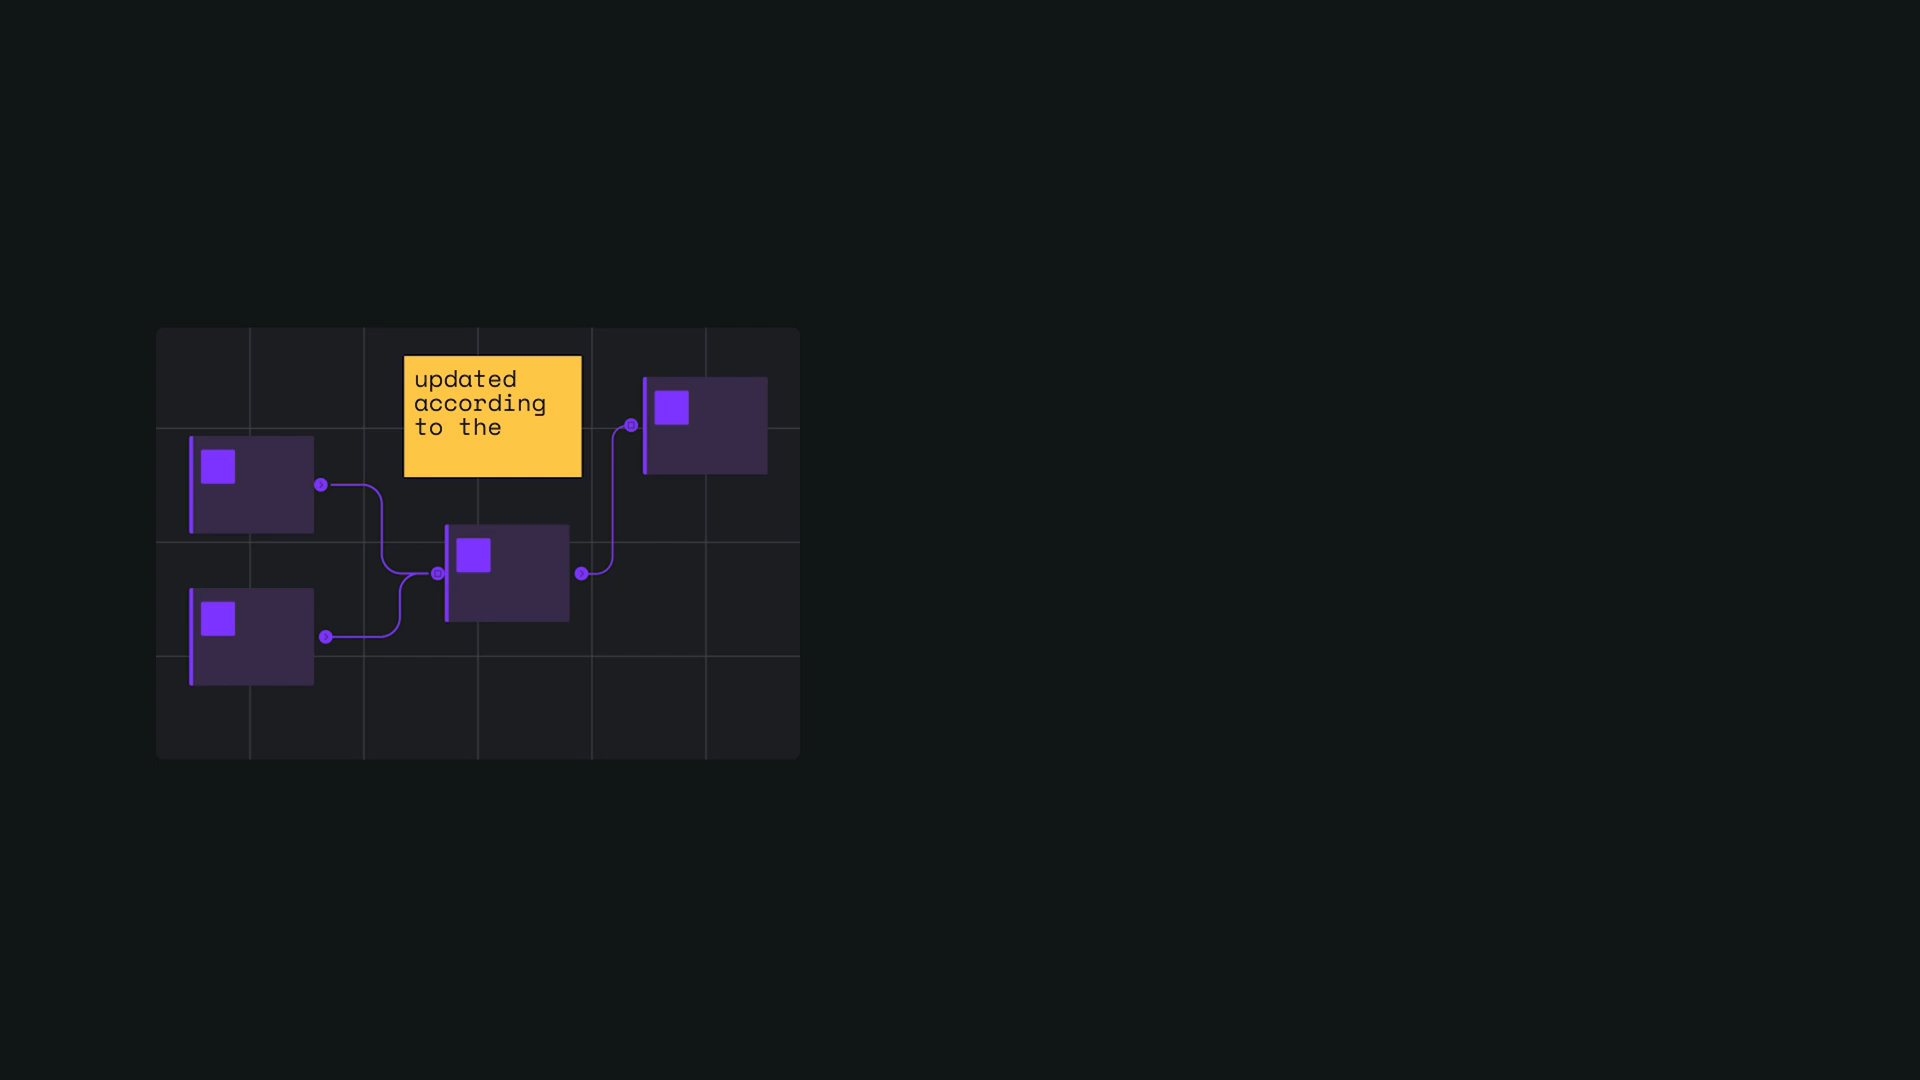 updated
according
to the